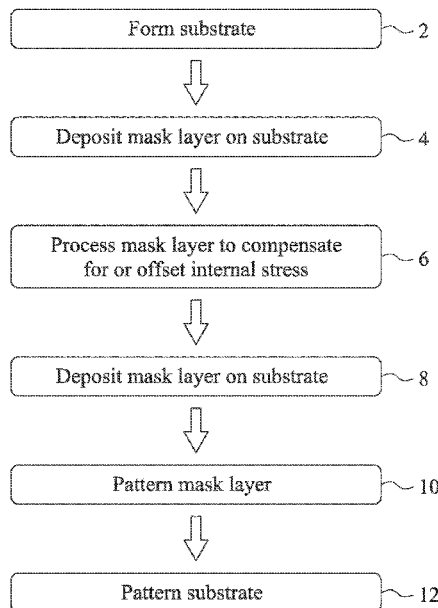 Form substrate 2
Deposit mask layer on substrate 4
Process mask layer to compensate
for or offset internal stress 6
Deposit mask layer on substrate 8
Pattern mask layer 10
Pattern substrate 12